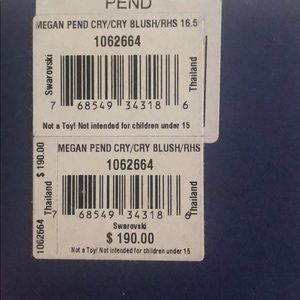 PEND
MEGAN PEND CRY/CRY BLUSH/RHS 16.5
1062664
Swarovski
Thailand
7 68549 34318 6
Not a Toy! Not intended for children under 15
MEGAN PEND CRY/CRY BLUSH/RHS
1062664
1062664 Thailand $ 190.00
7 68549 34318 6
Thailand
Swarovski
$ 190.00
Not a Toy! Not intended for children under 15